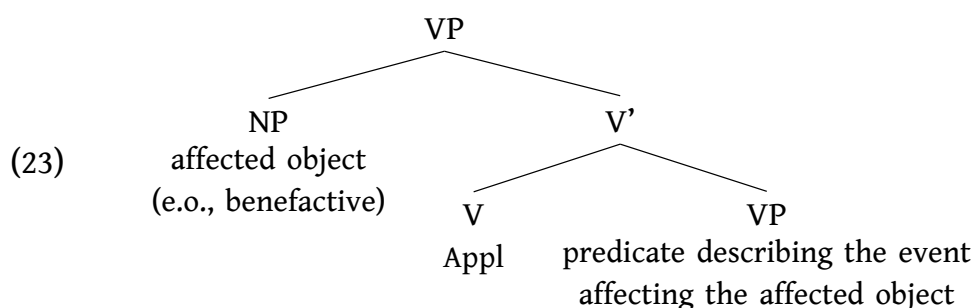 VP
NP V’
(23) affected object
(e.o., benefactive) V VP
Appl predicate describing the event
affecting the affected object